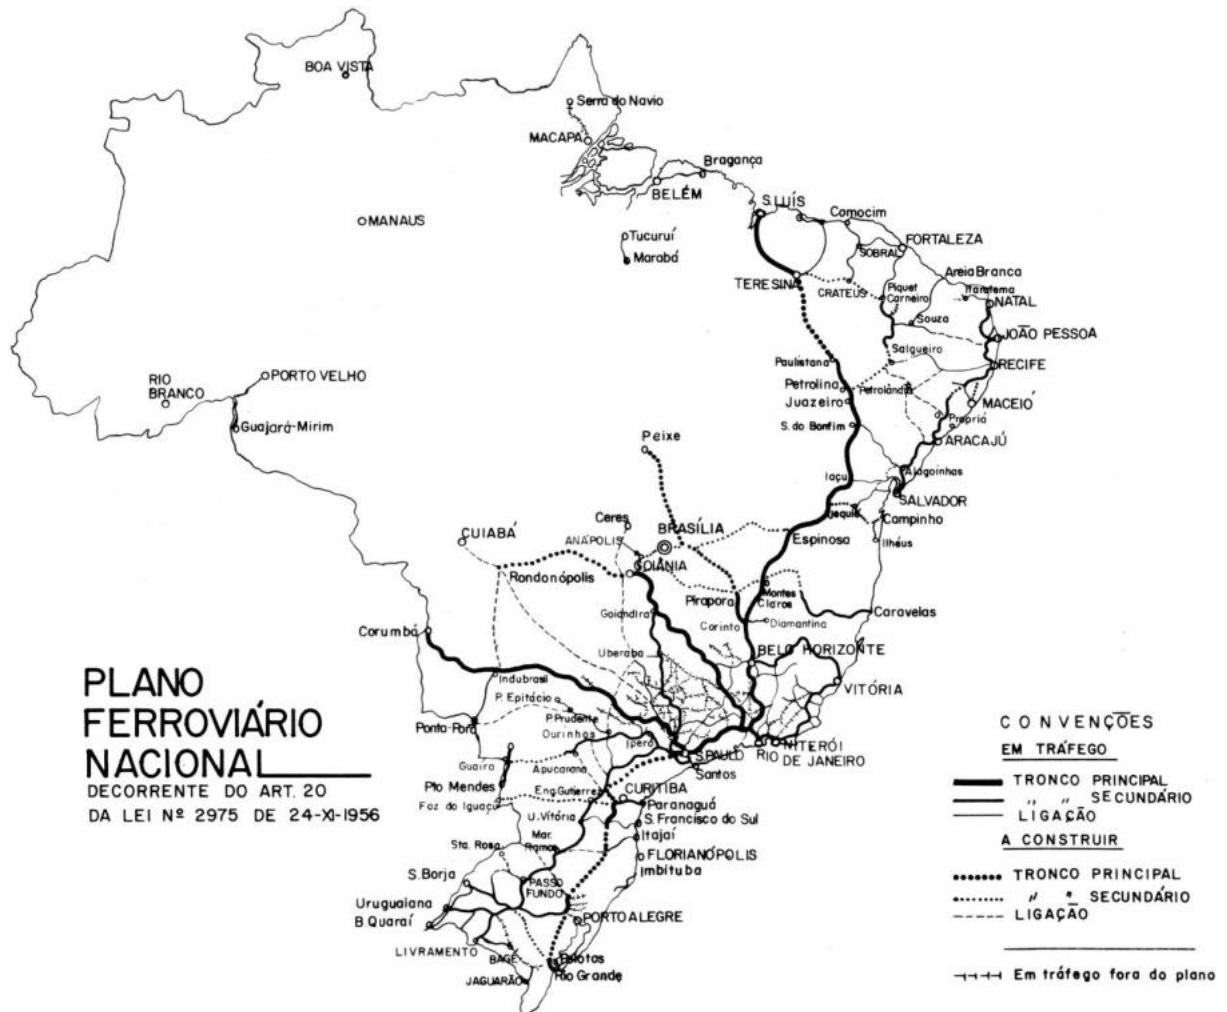 BOA VISTA
Serra do Navio
MACAPA
Bragança
BELÉM
S. LUÍS
Camocim
MANAUS
Tucuruí
Marabá
SOBRAL
FORTALEZA
TERESINA
CRATEUS
Piquet
Carneiro
Areia Branca
Itaretama
NATAL
Souza
JOÃO PESSOA
Paulistana
Salgueiro
RECIFE
RIO
BRANCO
PORTO VELHO
Petrolina
Petrolândia
Juazeiro
MACEIÓ
Guajará-Mirim
S. do Bonfim
Propriá
ARACAJÚ
Peixe
Iaçu
Alagoinhas
SALVADOR
Jequié
Campinho
Ceres
BRASÍLIA
Espinosa
Ilhéus
CUIABÁ
ANÁPOLIS
Rondonópolis
GOIÂNIA
Pirapora
Montes
Claros
Goiandira
Corinto
Diamantina
Caravelas
Corumbá
Uberaba
BELO HORIZONTE
Indubrasil
VITÓRIA
P. Epitácio
Ponta-Porã
P. Prudente
Ourinhos
Iperó
S. PAULO
RIO
NITERÓI
DE JANEIRO
Guaira
Apucarana
Santos
Pto Mendes
Eng. Gutierrez
CURITIBA
Paranaguá
Foz do Iguaçu
U. Vitória
S. Francisco do Sul
Itajaí
Mar.
Ramos
Sta. Rosa
FLORIANÓPOLIS
Imbituba
S. Borja
PASSO
FUNDO
Uruguaiana
B. Quaraí
PORTO ALEGRE
LIVRAMENTO
BAGÉ
Pelotas
JAGUARÃO
Rio Grande
PLANO
FERROVIÁRIO
NACIONAL
DECORRENTE DO ART. 20
DA LEI Nº 2975 DE 24-XI-1956
CONVENÇÕES
EM TRÁFEGO
TRONCO PRINCIPAL
" " SECUNDÁRIO
LIGAÇÃO
A CONSTRUIR
TRONCO PRINCIPAL
" " SECUNDÁRIO
LIGAÇÃO
Em tráfego fora do plano